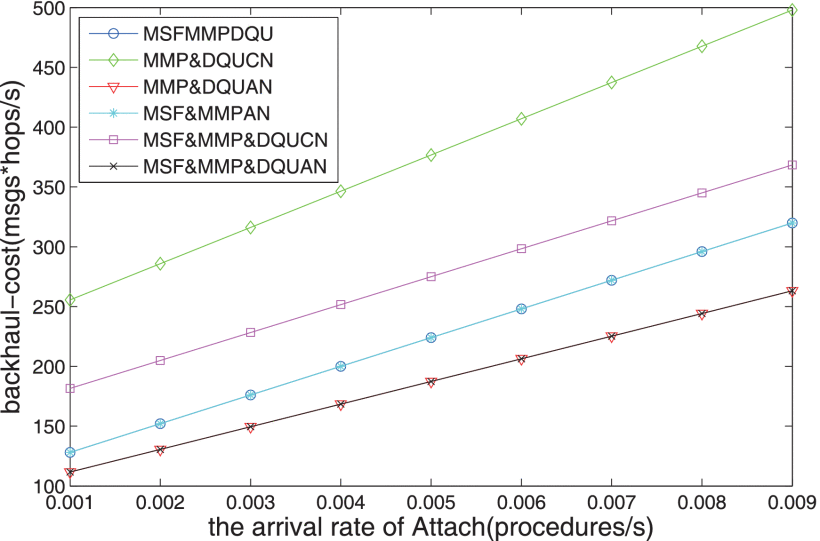 500
450
400
350
300
250
200
150
100
backhaul-cost(msgs*hops/s)
MSFMMPDQU
MMP&DQUCN
MMP&DQUAN
MSF&MMPAN
MSF&MMP&DQUCN
MSF&MMP&DQUAN
0.001 0.002 0.003 0.004 0.005 0.006 0.007 0.008 0.009
the arrival rate of Attach(procedures/s)